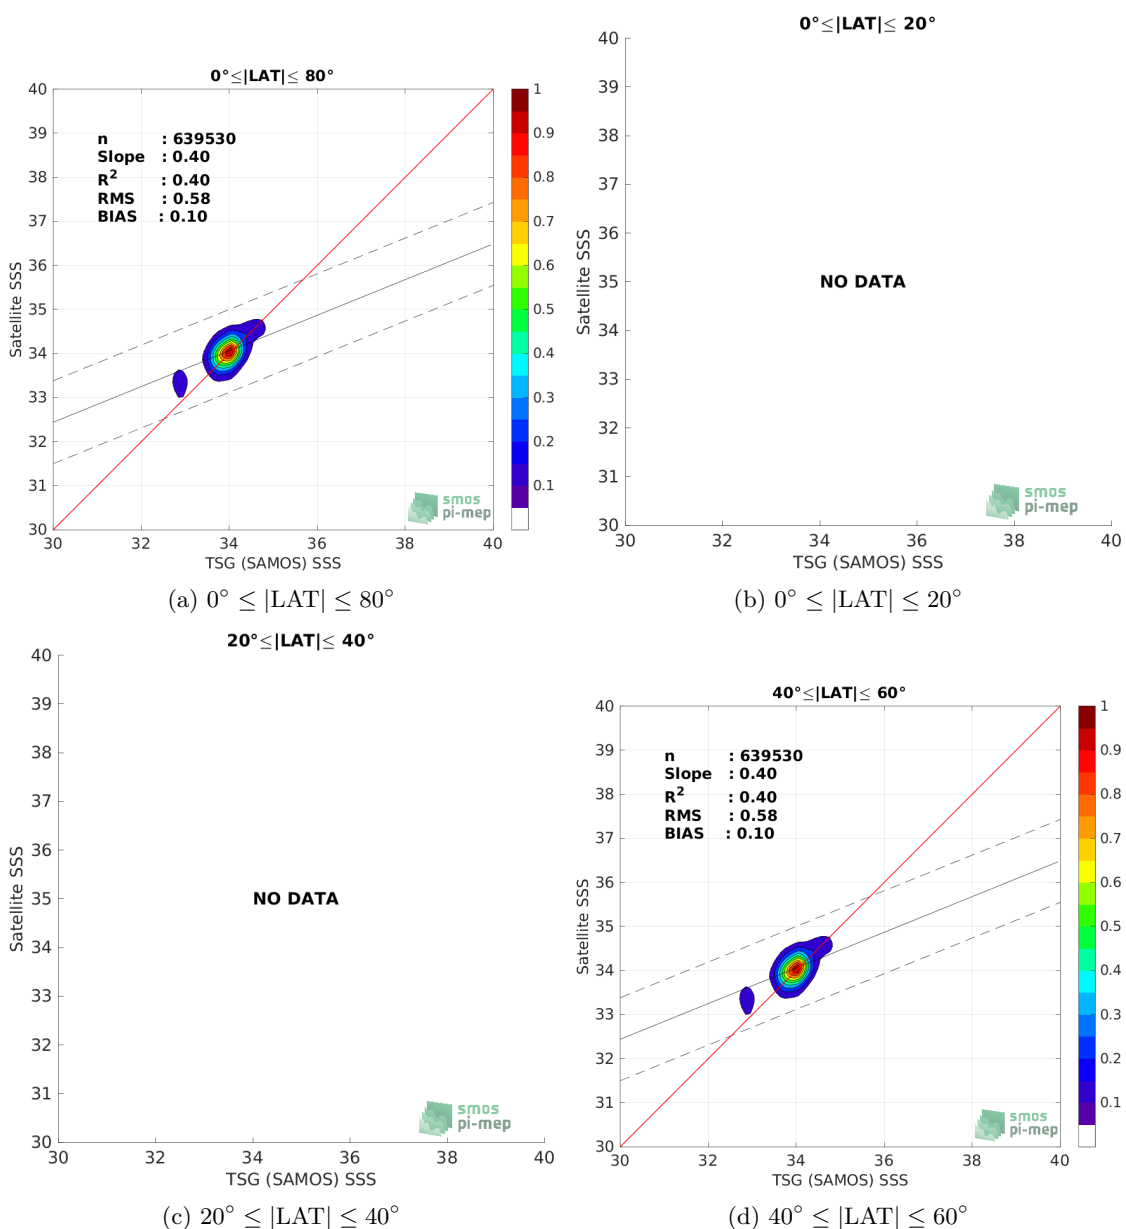 0°≤|LAT|≤ 80°
40
39
38
37
36
35
34
33
32
31
30
Satellite SSS
n : 639530
Slope : 0.40
R² : 0.40
RMS : 0.58
BIAS : 0.10
smos
pi-mep
30 32 34 36 38 40
TSG (SAMOS) SSS
1
0.9
0.8
0.7
0.6
0.5
0.4
0.3
0.2
0.1
(a) 0° ≤ |LAT| ≤ 80°
0°≤|LAT|≤ 20°
40
39
38
37
36
35
34
33
32
31
30
Satellite SSS
NO DATA
smos
pi-mep
30 32 34 36 38 40
TSG (SAMOS) SSS
(b) 0° ≤ |LAT| ≤ 20°
20°≤|LAT|≤ 40°
40
39
38
37
36
35
34
33
32
31
30
Satellite SSS
NO DATA
smos
pi-mep
30 32 34 36 38 40
TSG (SAMOS) SSS
(c) 20° ≤ |LAT| ≤ 40°
40°≤|LAT|≤ 60°
40
39
38
37
36
35
34
33
32
31
30
Satellite SSS
n : 639530
Slope : 0.40
R² : 0.40
RMS : 0.58
BIAS : 0.10
smos
pi-mep
30 32 34 36 38 40
TSG (SAMOS) SSS
1
0.9
0.8
0.7
0.6
0.5
0.4
0.3
0.2
0.1
(d) 40° ≤ |LAT| ≤ 60°